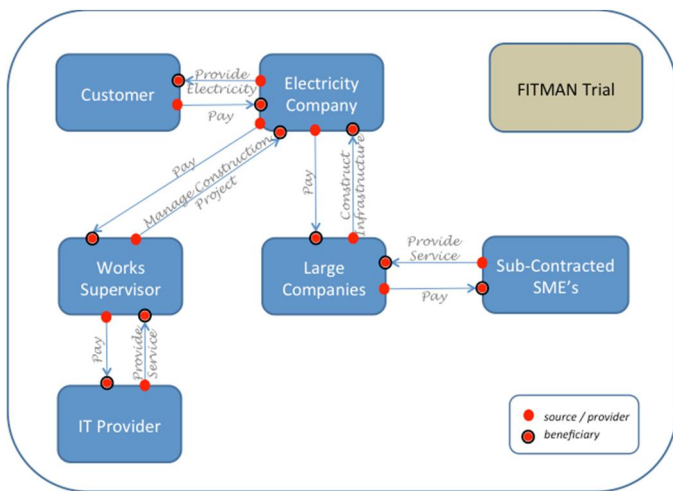 Customer
Provide
Electricity
Pay
Electricity
Company
FITMAN Trial
Pay
Manage Construction
Project
Pay
Construct
Infrastructure
Works
Supervisor
Large
Companies
Provide
Service
Pay
Sub-Contracted
SME's
Pay
Provide
Service
IT Provider
source / provider
beneficiary